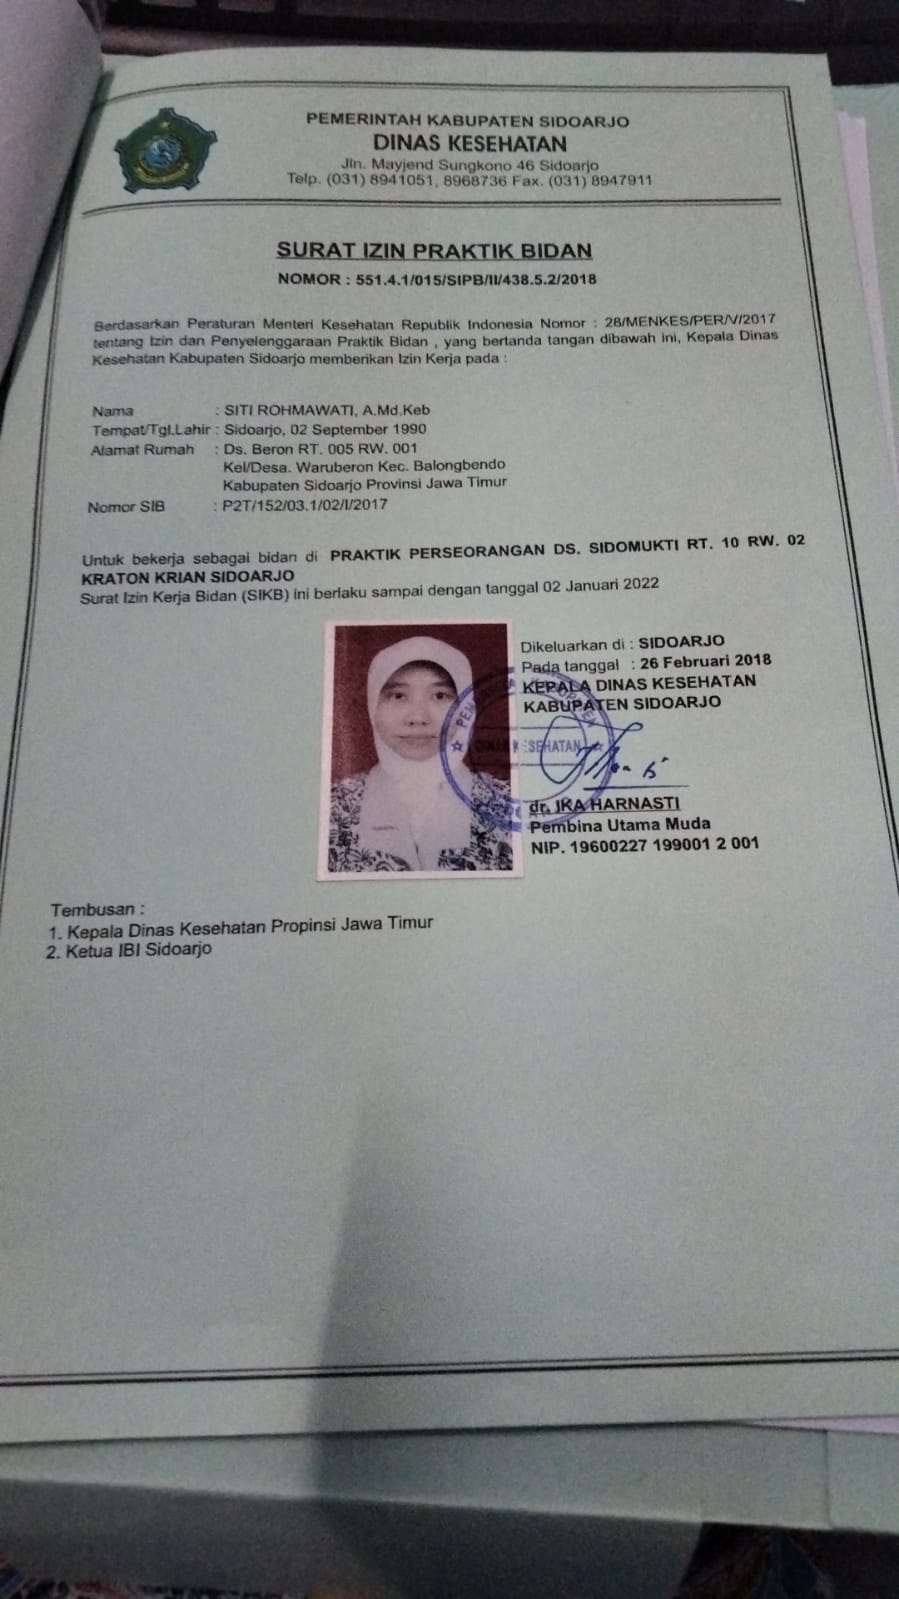 PEMERINTAH KABUPATEN SIDOARJO
DINAS KESEHATAN
Jln. Mayjend Sungkono 46 Sidoarjo
Telp. (031) 8941051, 8968736 Fax. (031) 8947911
SURAT IZIN PRAKTIK BIDAN
NOMOR : 551.4.1/015/SIPB/II/438.5.2/2018
Berdasarkan Peraturan Menteri Kesehatan Republik Indonesia Nomor : 28/MENKES/PER/V/2017
tentang Izin dan Penyelenggaraan Praktik Bidan , yang bertanda tangan dibawah ini, Kepala Dinas
Kesehatan Kabupaten Sidoarjo memberikan Izin Kerja pada :
Nama : SITI ROHMAWATI, A.Md.Keb
Tempat/Tgl.Lahir : Sidoarjo, 02 September 1990
Alamat Rumah : Ds. Beron RT. 005 RW. 001
Kel/Desa. Waruberon Kec. Balongbendo
Kabupaten Sidoarjo Provinsi Jawa Timur
Nomor SIB : P2T/152/03.1/02/I/2017
Untuk bekerja sebagai bidan di PRAKTIK PERSEORANGAN DS. SIDOMUKTI RT. 10 RW. 02
KRATON KRIAN SIDOARJO
Surat Izin Kerja Bidan (SIKB) ini berlaku sampai dengan tanggal 02 Januari 2022
Dikeluarkan di : SIDOARJO
Pada tanggal : 26 Februari 2018
KEPALA DINAS KESEHATAN
KABUPATEN SIDOARJO
DINAS KESEHATAN
dr. IKA HARNASTI
Pembina Utama Muda
NIP. 19600227 199001 2 001
Tembusan :
1. Kepala Dinas Kesehatan Propinsi Jawa Timur
2. Ketua IBI Sidoarjo